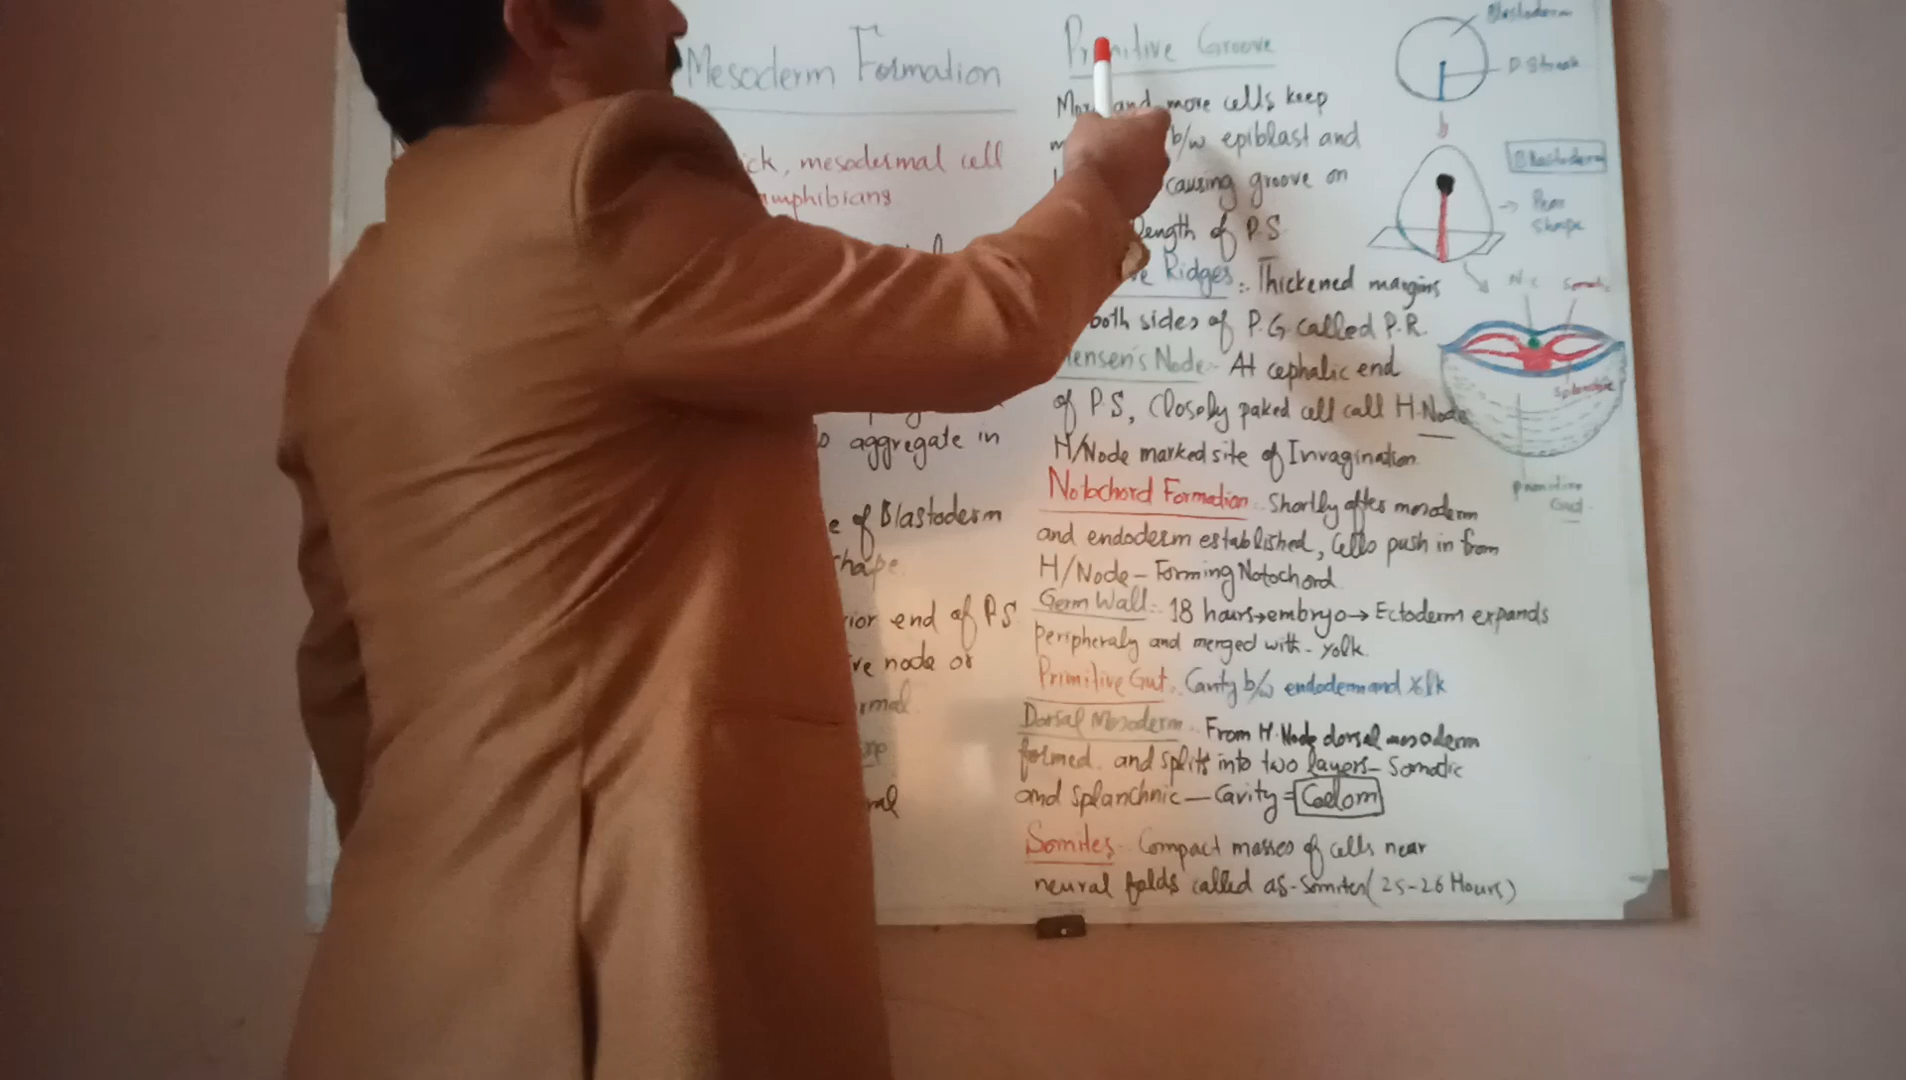 Mesoderm Formation
ick, mesodermal cell
amphibians
aggregate in
e of Blastoderm
shape
rior end of P.S
ve node or
rmal
ral
Primitive Groove
More and more cells keep
b/w epiblast and
causing groove on
length of P.S
ve Ridges:. Thickened margins
both sides of P.G. called P.R.
Hensen's Node:- At cephalic end
of P.S, Closely paked cell call H.Node
H/Node marked site of Invagination.
Notochord Formation:. Shortly after mesoderm
and endoderm established, Cells push in from
H/Node – Forming Notochord.
Germ Wall:. 18 hours→embryo→ Ectoderm expands
peripheraly and merged with - yolk.
Primitive Gut:. Cavity b/w endoderm and Yolk
Dorsal Mesoderm:. From H.Node dorsal mesoderm
formed. and splits into two layers– Somatic
and splanchnic — Cavity = Coelom
Somites- Compact masses of cells near
neural folds called as- Somites (25-26 Hours)
Blastoderm
P.Streak
Blastoderm
→ Pear
Shape
N.C
Somatic
Splanchnic
Primitive
Gut